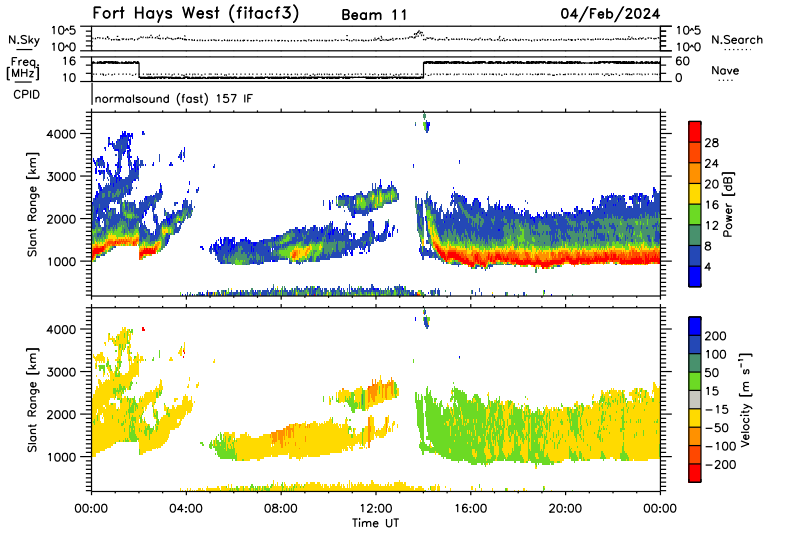 Fort Hays West (fitacf3) Beam 11 04/Feb/2024
N.Sky 10^5 10^0 10^5 10^0 N.Search
Freq. [MHz] 16 10 60 0 Nave
CPID normalsound (fast) 157 IF
Slant Range [km] 4000 3000 2000 1000
Power [dB] 28 24 20 16 12 8 4
Slant Range [km] 4000 3000 2000 1000
Velocity [m s^-1] 200 100 50 15 -15 -50 -100 -200
00:00 04:00 08:00 12:00 16:00 20:00 00:00
Time UT